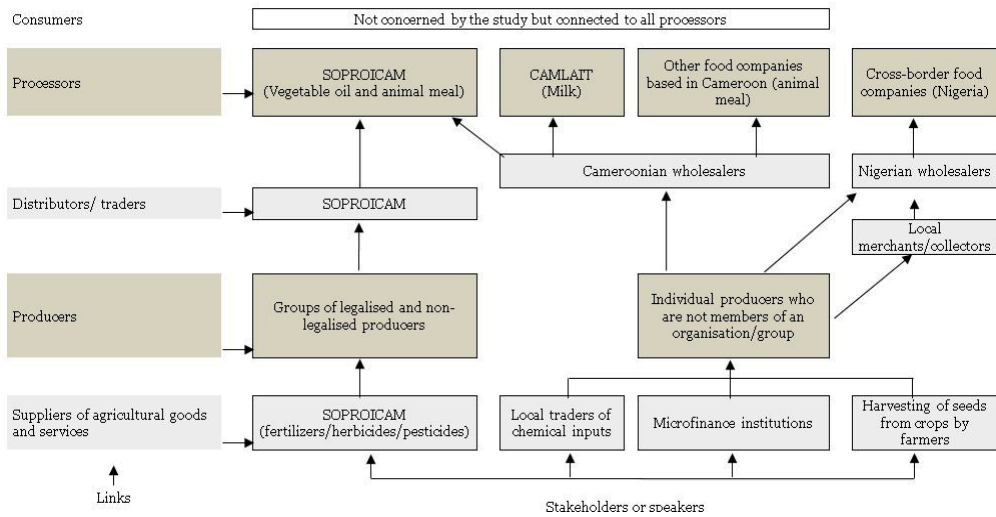 Consumers
Not concerned by the study but connected to all processors
Processors
SOPROICAM
(Vegetable oil and animal meal)
CAMLAIT
(Milk)
Other food companies
based in Cameroon (animal
meal)
Cross-border food
companies (Nigeria)
Cameroonian wholesalers
Nigerian wholesalers
Distributors/ traders
SOPROICAM
Local
merchants/collectors
Producers
Groups of legalised and non-
legalised producers
Individual producers who
are not members of an
organisation/group
Suppliers of agricultural goods
and services
SOPROICAM
(fertilizers/herbicides/pesticides)
Local traders of
chemical inputs
Microfinance institutions
Harvesting of seeds
from crops by
farmers
Links
Stakeholders or speakers